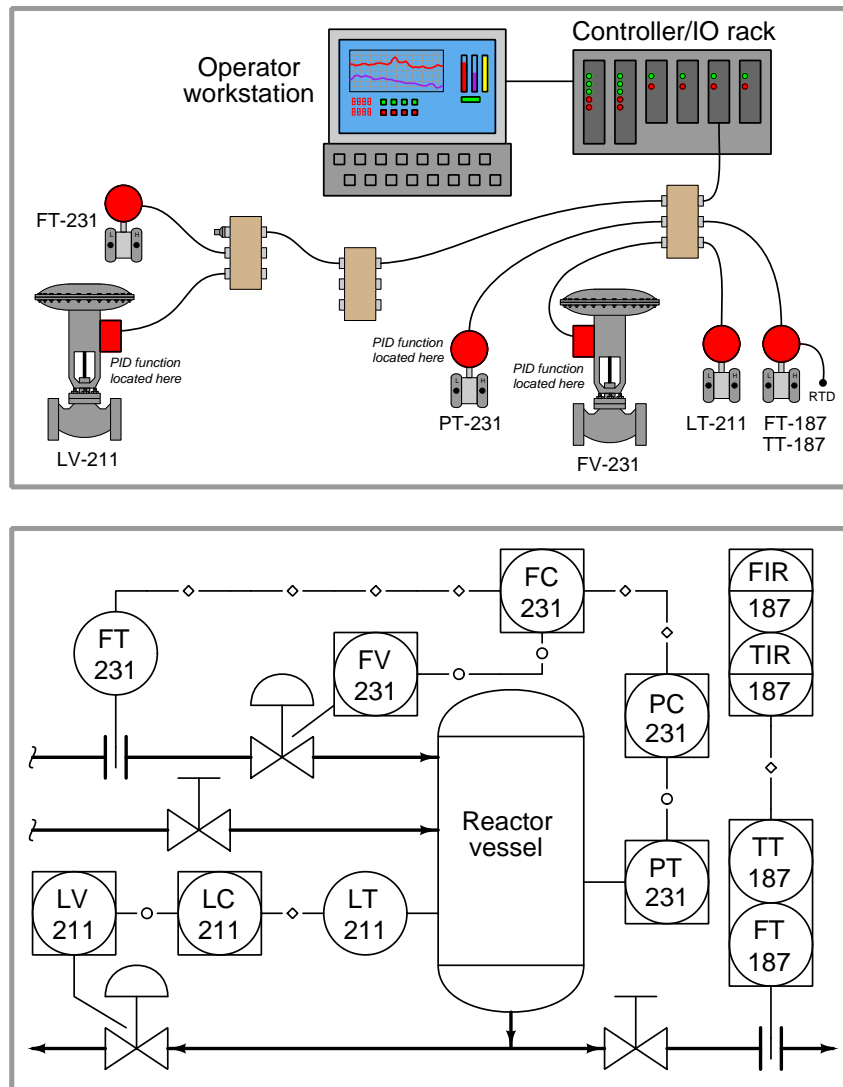 Operator
workstation
Controller/IO rack
FT-231
L H
PID function
located here
LV-211
PID function
located here
L H
PT-231
PID function
located here
FV-231
L H
LT-211
L H
RTD
FT-187
TT-187
FC
231
FIR
187
FT
231
FV
231
TIR
187
PC
231
Reactor
vessel
LV
211
LC
211
LT
211
PT
231
TT
187
FT
187